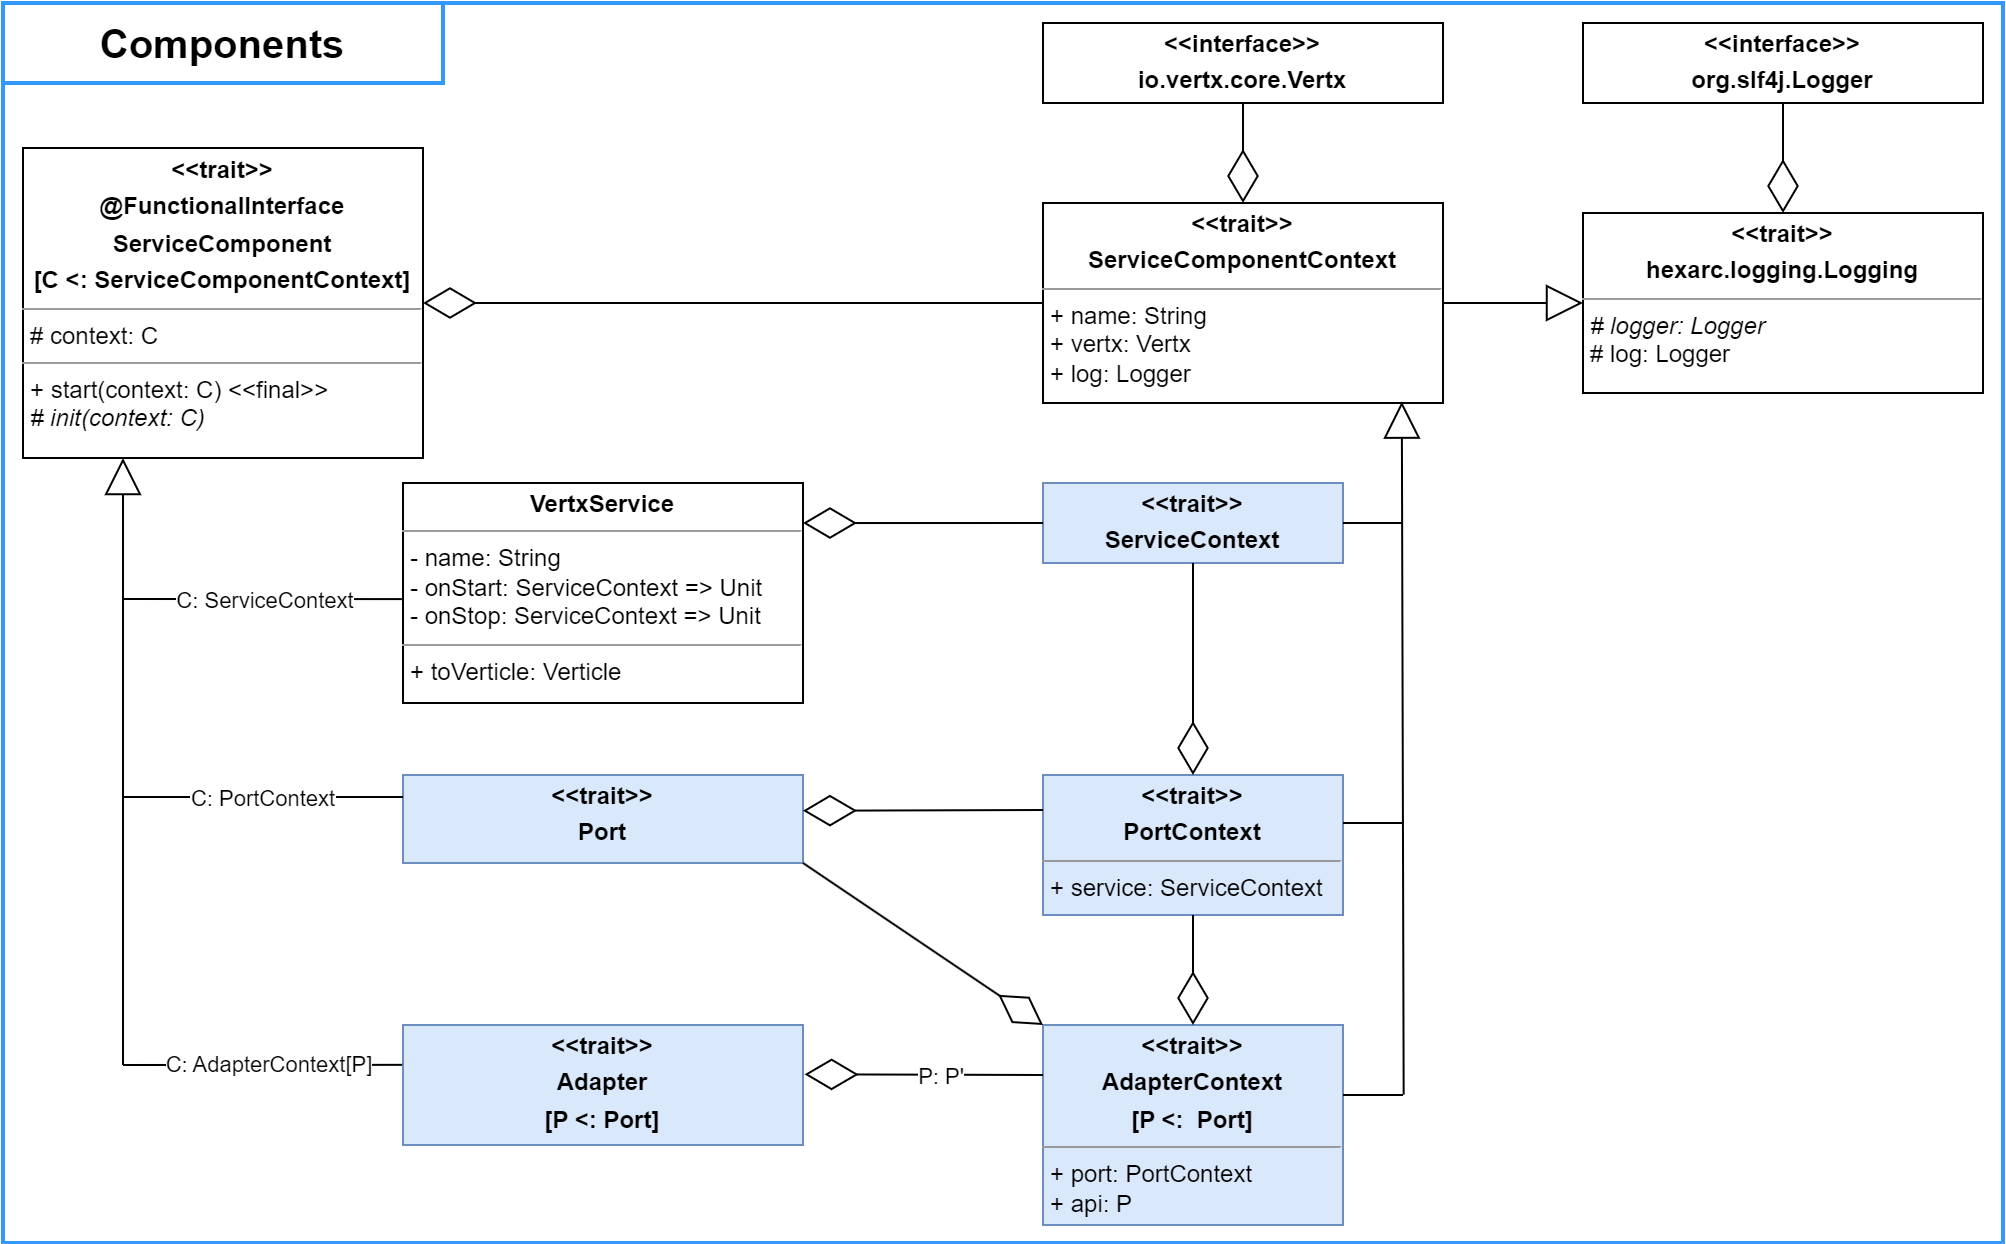 Components
<<interface>>
io.vertx.core.Vertx
<<interface>>
org.slf4j.Logger
<<trait>>
@FunctionalInterface
ServiceComponent
[C <: ServiceComponentContext]
# context: C
+ start(context: C) <<final>>
# init(context: C)
<<trait>>
ServiceComponentContext
+ name: String
+ vertx: Vertx
+ log: Logger
<<trait>>
hexarc.logging.Logging
# logger: Logger
# log: Logger
VertxService
- name: String
- onStart: ServiceContext => Unit
- onStop: ServiceContext => Unit
+ toVerticle: Verticle
<<trait>>
ServiceContext
C: ServiceContext
C: PortContext
<<trait>>
Port
<<trait>>
PortContext
+ service: ServiceContext
C: AdapterContext[P]
<<trait>>
Adapter
[P <: Port]
P: P'
<<trait>>
AdapterContext
[P <:  Port]
+ port: PortContext
+ api: P